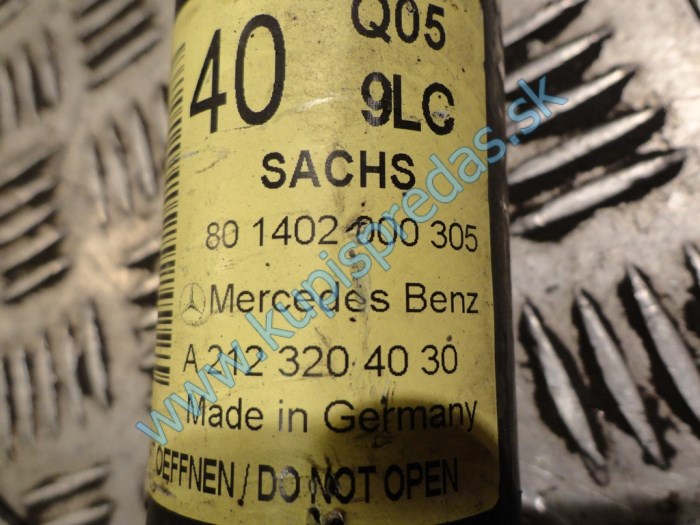 40
Q05
9LC
SACHS
80 1402 000 305
Mercedes Benz
A 212 320 40 30
Made in Germany
OEFFNEN / DO NOT OPEN
www.kupispredas.sk